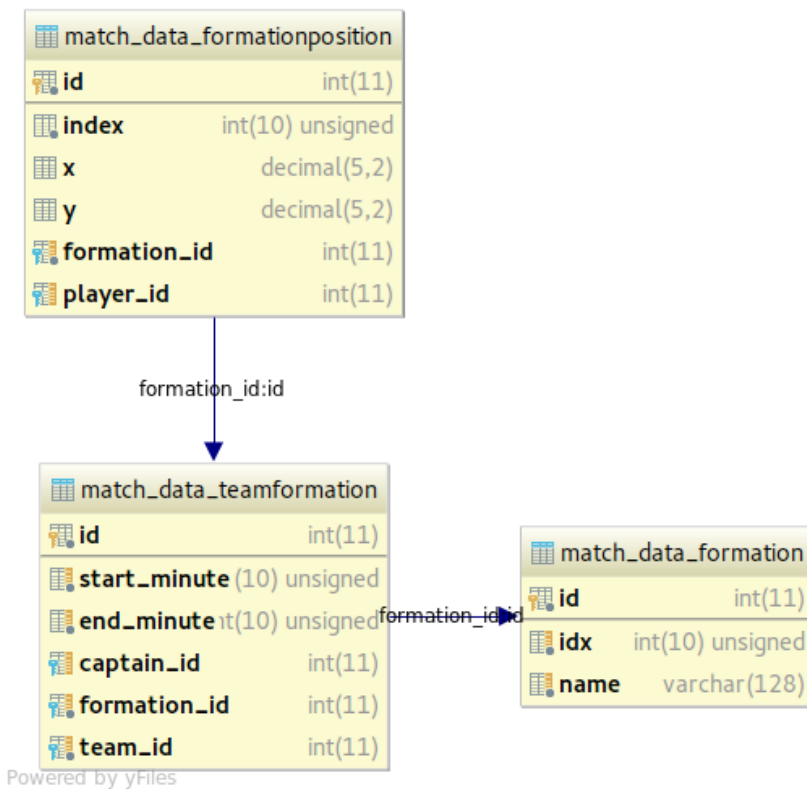 match_data_formationposition
id int(11)
index int(10) unsigned
x decimal(5,2)
y decimal(5,2)
formation_id int(11)
player_id int(11)
formation_id:id
match_data_teamformation
id int(11)
start_minute (10) unsigned
end_minute nt(10) unsigned
captain_id int(11)
formation_id int(11)
team_id int(11)
formation_id:id
match_data_formation
id int(11)
idx int(10) unsigned
name varchar(128)
Powered by yFiles